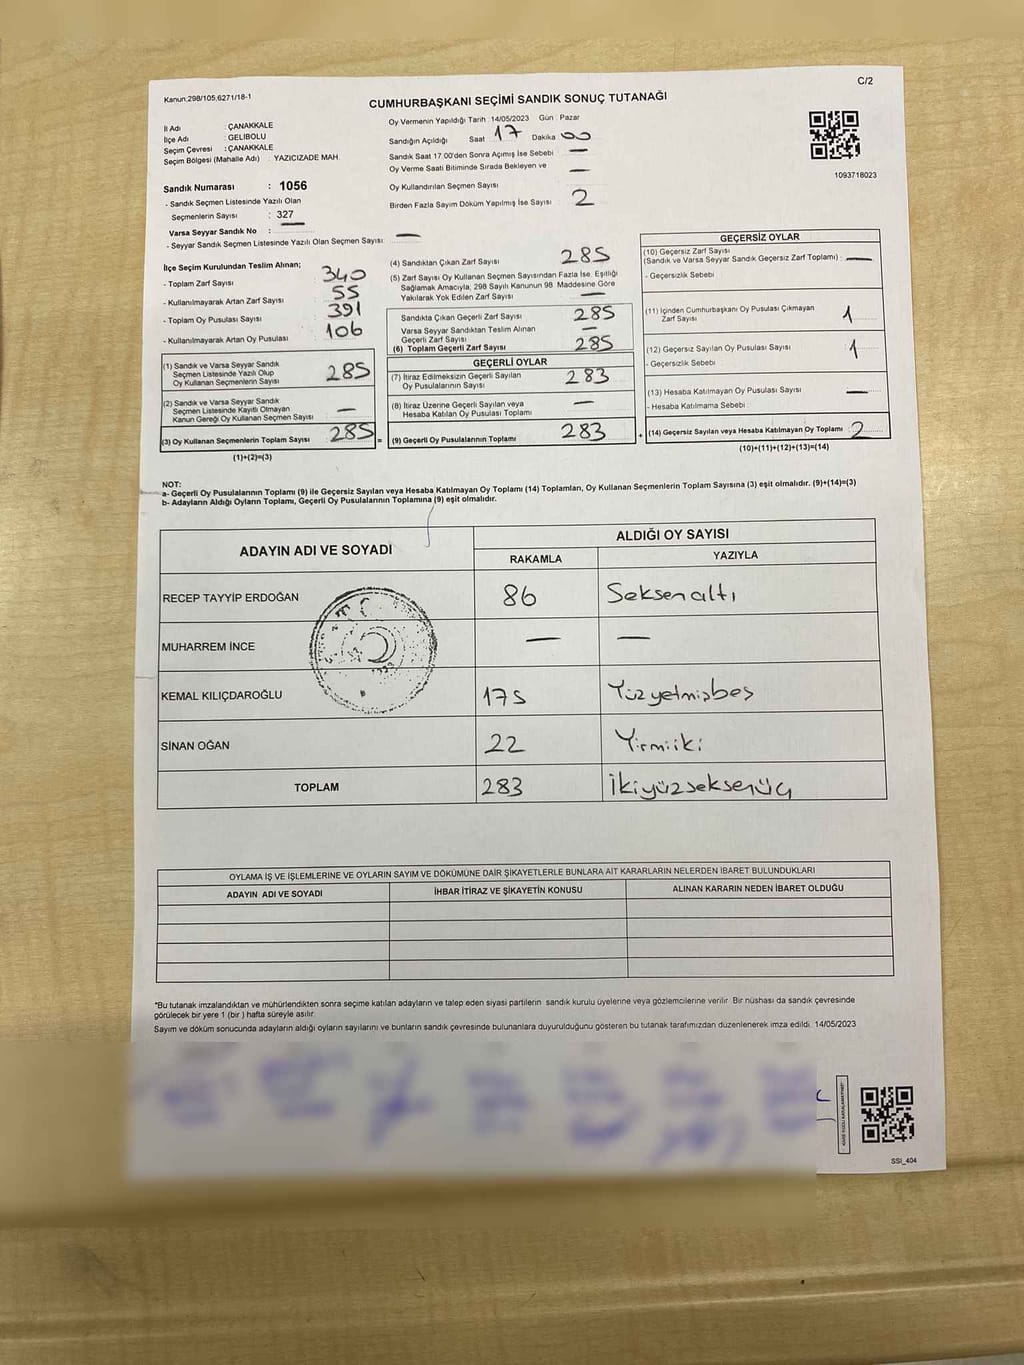 Kanun:298/105,6271/18-1
C/2
CUMHURBAŞKANI SEÇİMİ SANDIK SONUÇ TUTANAĞI
İl Adı : ÇANAKKALE
İlçe Adı : GELİBOLU
Seçim Çevresi : ÇANAKKALE
Seçim Bölgesi (Mahalle Adı) : YAZICIZADE MAH.
Sandık Numarası : 1056
- Sandık Seçmen Listesinde Yazılı Olan
Seçmenlerin Sayısı : 327
Varsa Seyyar Sandık No : —
- Seyyar Sandık Seçmen Listesinde Yazılı Olan Seçmen Sayısı: —
Oy Vermenin Yapıldığı Tarih : 14/05/2023 Gün : Pazar
Sandığın Açıldığı Saat 17 Dakika 00
Sandık Saat 17.00'den Sonra Açımış İse Sebebi —
Oy Verme Saati Bitiminde Sırada Bekleyen ve —
Oy Kullandırılan Seçmen Sayısı
Birden Fazla Sayım Döküm Yapılmış İse Sayısı 2
1093718023
İlçe Seçim Kurulundan Teslim Alınan;
- Toplam Zarf Sayısı : 340
- Kullanılmayarak Artan Zarf Sayısı : 55
- Toplam Oy Pusulası Sayısı : 391
- Kullanılmayarak Artan Oy Pusulası : 106
(1) Sandık ve Varsa Seyyar Sandık
Seçmen Listesinde Yazılı Olup
Oy Kullanan Seçmenlerin Sayısı : 285
(2) Sandık ve Varsa Seyyar Sandık
Seçmen Listesinde Kayıtlı Olmayan
Kanun Gereği Oy Kullanan Seçmen Sayısı : —
(3) Oy Kullanan Seçmenlerin Toplam Sayısı : 285 =
(1)+(2)=(3)
(4) Sandıktan Çıkan Zarf Sayısı : 285
(5) Zarf Sayısı Oy Kullanan Seçmen Sayısından Fazla İse, Eşitliği
Sağlamak Amacıyla, 298 Sayılı Kanunun 98. Maddesine Göre
Yakılarak Yok Edilen Zarf Sayısı : —
Sandıkta Çıkan Geçerli Zarf Sayısı : 285
Varsa Seyyar Sandıktan Teslim Alınan
Geçerli Zarf Sayısı : —
(6) Toplam Geçerli Zarf Sayısı : 285
GEÇERLİ OYLAR
(7) İtiraz Edilmeksizin Geçerli Sayılan
Oy Pusulalarının Sayısı : 283
(8) İtiraz Üzerine Geçerli Sayılan veya
Hesaba Katılan Oy Pusulası Toplamı : —
(9) Geçerli Oy Pusulalarının Toplamı : 283 +
GEÇERSİZ OYLAR
(10) Geçersiz Zarf Sayısı
(Sandık ve Varsa Seyyar Sandık Geçersiz Zarf Toplamı) : —
- Geçersizlik Sebebi :
(11) İçinden Cumhurbaşkanı Oy Pusulası Çıkmayan
Zarf Sayısı : 1
(12) Geçersiz Sayılan Oy Pusulası Sayısı : 1
- Geçersizlik Sebebi :
(13) Hesaba Katılmayan Oy Pusulası Sayısı : —
- Hesaba Katılmama Sebebi :
(14) Geçersiz Sayılan veya Hesaba Katılmayan Oy Toplamı : 2
(10)+(11)+(12)+(13)=(14)
NOT:
a- Geçerli Oy Pusulalarının Toplamı (9) ile Geçersiz Sayılan veya Hesaba Katılmayan Oy Toplamı (14) Toplamları, Oy Kullanan Seçmenlerin Toplam Sayısına (3) eşit olmalıdır. (9)+(14)=(3)
b- Adayların Aldığı Oyların Toplamı, Geçerli Oy Pusulalarının Toplamına (9) eşit olmalıdır.
ADAYIN ADI VE SOYADI
ALDIĞI OY SAYISI
RAKAMLA YAZIYLA
RECEP TAYYİP ERDOĞAN 86 Seksenaltı
MUHARREM İNCE — —
KEMAL KILIÇDAROĞLU 175 Yüzyetmişbeş
SİNAN OĞAN 22 Yirmiiki
TOPLAM 283 İkiyüzseksenüç
OYLAMA İŞ VE İŞLEMLERİNE VE OYLARIN SAYIM VE DÖKÜMÜNE DAİR ŞİKAYETLERLE BUNLARA AİT KARARLARIN NELERDEN İBARET BULUNDUKLARI
ADAYIN ADI VE SOYADI İHBAR İTİRAZ VE ŞİKAYETİN KONUSU ALINAN KARARIN NEDEN İBARET OLDUĞU
*Bu tutanak imzalandıktan ve mühürlendikten sonra seçime katılan adayların ve talep eden siyasi partilerin sandık kurulu üyelerine veya gözlemcilerine verilir. Bir nüshası da sandık çevresinde
görülecek bir yere 1 (bir ) hafta süreyle asılır.
Sayım ve döküm sonucunda adayların aldığı oyların sayılarını ve bunların sandık çevresinde bulunanlara duyurulduğunu gösteren bu tutanak tarafımızdan düzenlenerek imza edildi. 14/05/2023
SSI_404